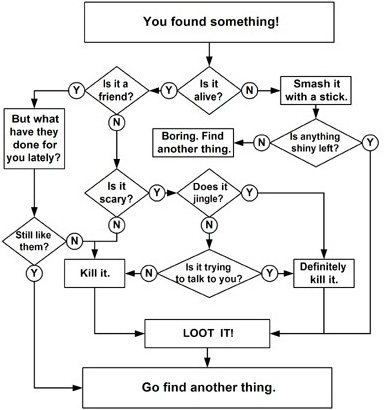 You found something!
Is it a
friend?
Y
Is it
alive?
N
Smash it
with a stick.
Y
N
But what
have they
done for
you lately?
Boring. Find
another thing.
N
Is anything
shiny left?
Y
Is it
scary?
Y
Does it
jingle?
Y
N
N
Still like
them?
N
Y
Kill it.
N
Is it trying
to talk to you?
Y
Definitely
kill it.
LOOT IT!
Go find another thing.